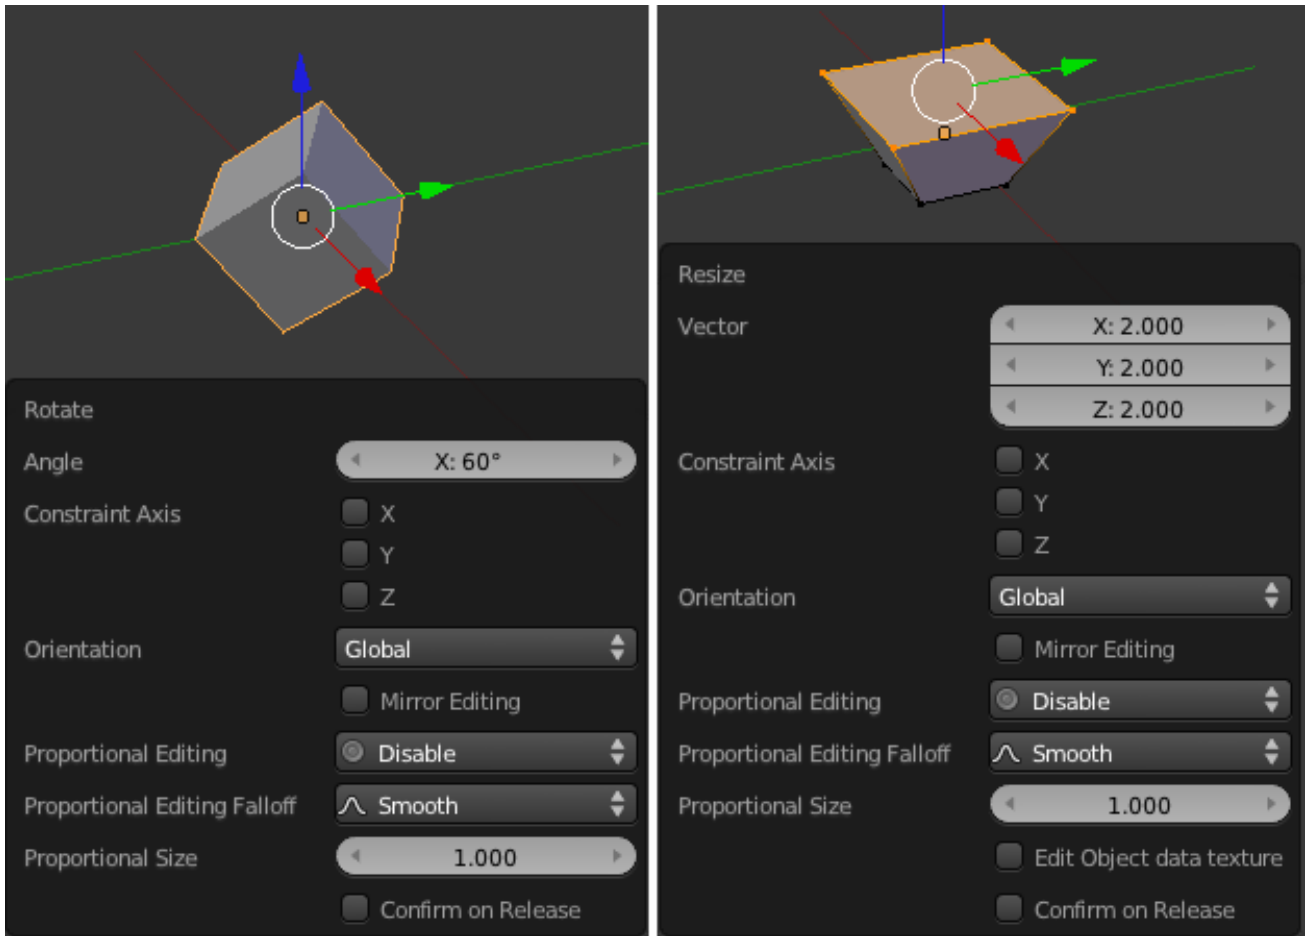 Rotate
Angle X: 60°
Constraint Axis X
Y
Z
Orientation Global
Mirror Editing
Proportional Editing Disable
Proportional Editing Falloff Smooth
Proportional Size 1.000
Confirm on Release
Resize
Vector X: 2.000
Y: 2.000
Z: 2.000
Constraint Axis X
Y
Z
Orientation Global
Mirror Editing
Proportional Editing Disable
Proportional Editing Falloff Smooth
Proportional Size 1.000
Edit Object data texture
Confirm on Release